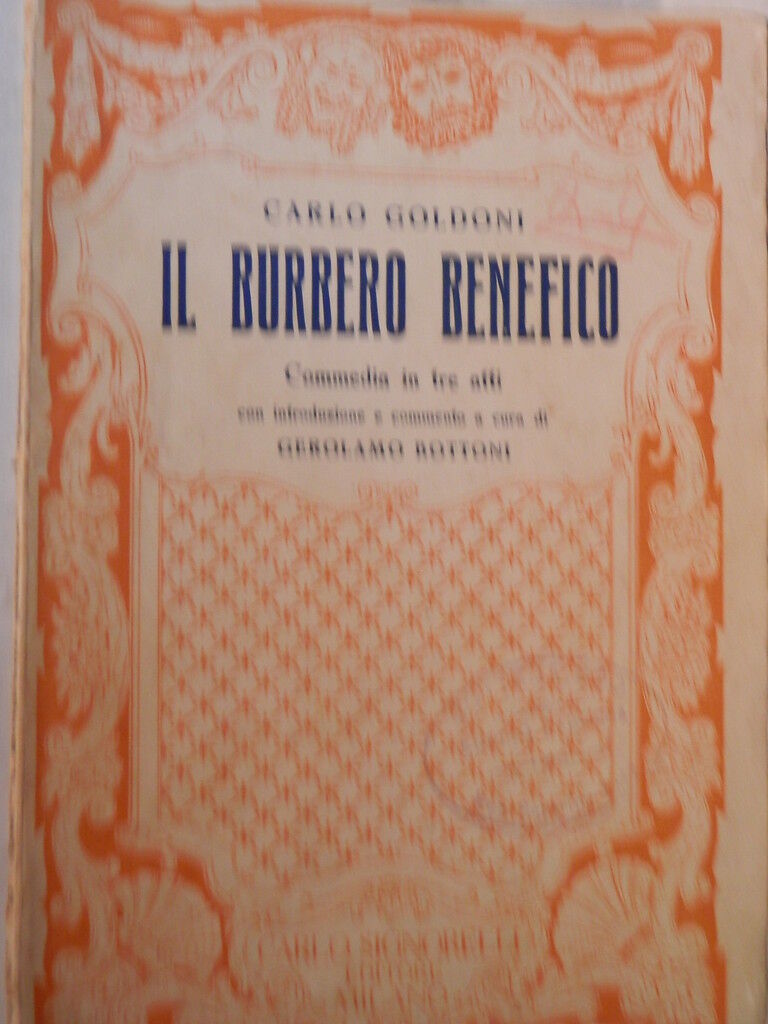 CARLO GOLDONI
IL BURBERO BENEFICO
Commedia in tre atti
con introduzione e commento a cura di
GEROLAMO BOTTONI
CARLO SIGNORELLI
EDITORE
MILANO